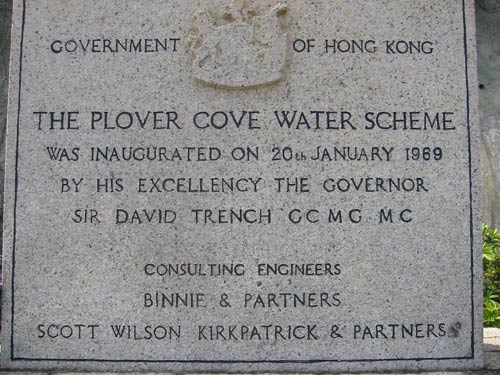 GOVERNMENT OF HONG KONG
THE PLOVER COVE WATER SCHEME
WAS INAUGURATED ON 20th JANUARY 1969
BY HIS EXCELLENCY THE GOVERNOR
SIR DAVID TRENCH GCMG MC
CONSULTING ENGINEERS
BINNIE & PARTNERS
SCOTT WILSON KIRKPATRICK & PARTNERS